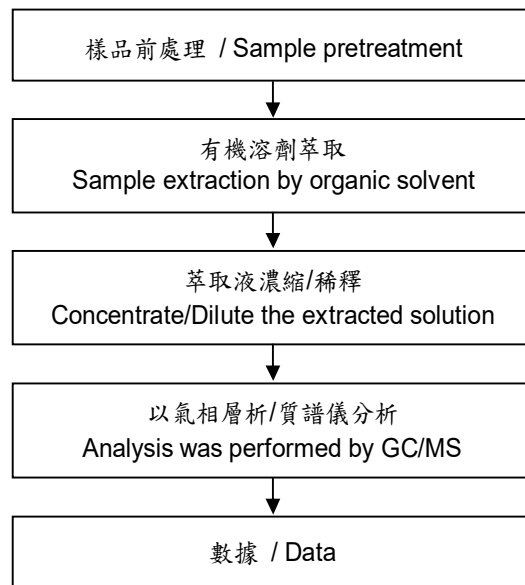 樣品前處理 / Sample pretreatment
有機溶劑萃取
Sample extraction by organic solvent
萃取液濃縮/稀釋
Concentrate/Dilute the extracted solution
以氣相層析/質譜儀分析
Analysis was performed by GC/MS
數據 / Data